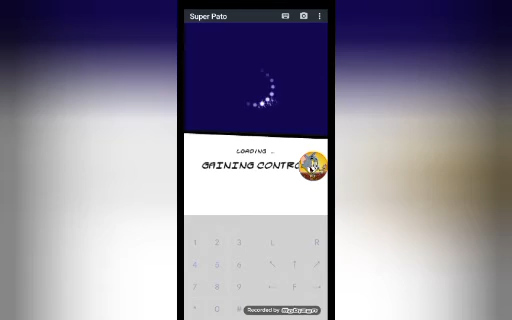 Super Pato
LOADING ..
GAINING CONTRO
1 2 3 L R
4 5 6 ↖ ↑ ↗
7 8 9 ← F →
* 0 #
Recorded by